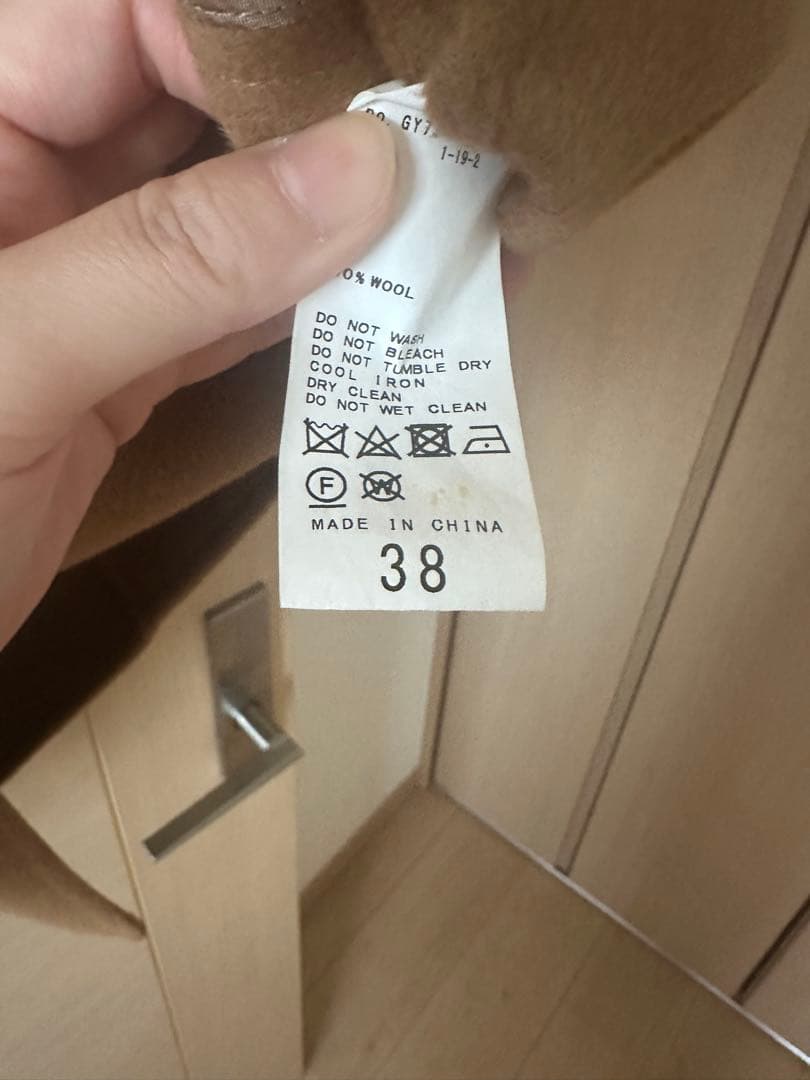 1-19-2
0% WOOL
DO NOT WASH
DO NOT BLEACH
DO NOT TUMBLE DRY
COOL IRON
DRY CLEAN
DO NOT WET CLEAN
F W
MADE IN CHINA
38